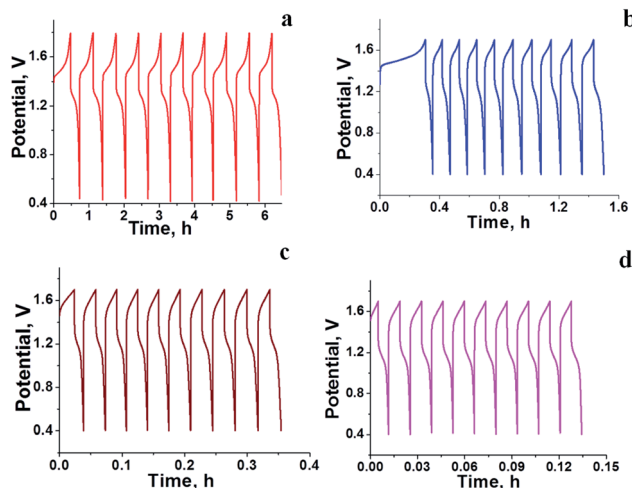 a
Potential, V
1.6
1.2
0.8
0.4
0 1 2 3 4 5 6
Time, h
b
Potential, V
1.6
1.2
0.8
0.4
0.0 0.4 0.8 1.2 1.6
Time, h
c
Potential, V
1.6
1.2
0.8
0.4
0.0 0.1 0.2 0.3 0.4
Time, h
d
Potential, V
1.6
1.2
0.8
0.4
0.00 0.03 0.06 0.09 0.12 0.15
Time, h